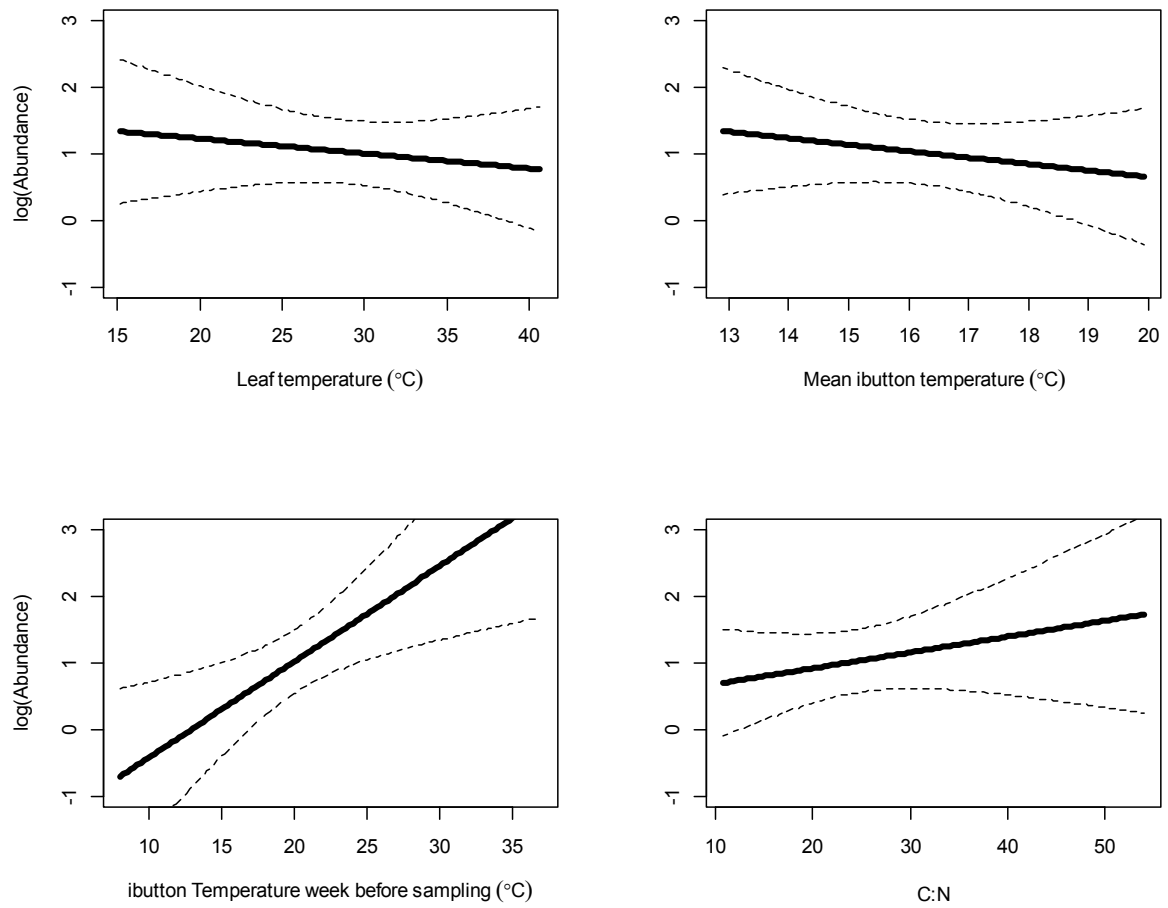 3
2
1
0
-1
log(Abundance)
15 20 25 30 35 40
Leaf temperature (°C)
3
2
1
0
-1
13 14 15 16 17 18 19 20
Mean ibutton temperature (°C)
3
2
1
0
-1
log(Abundance)
10 15 20 25 30 35
ibutton Temperature week before sampling (°C)
3
2
1
0
-1
10 20 30 40 50
C:N